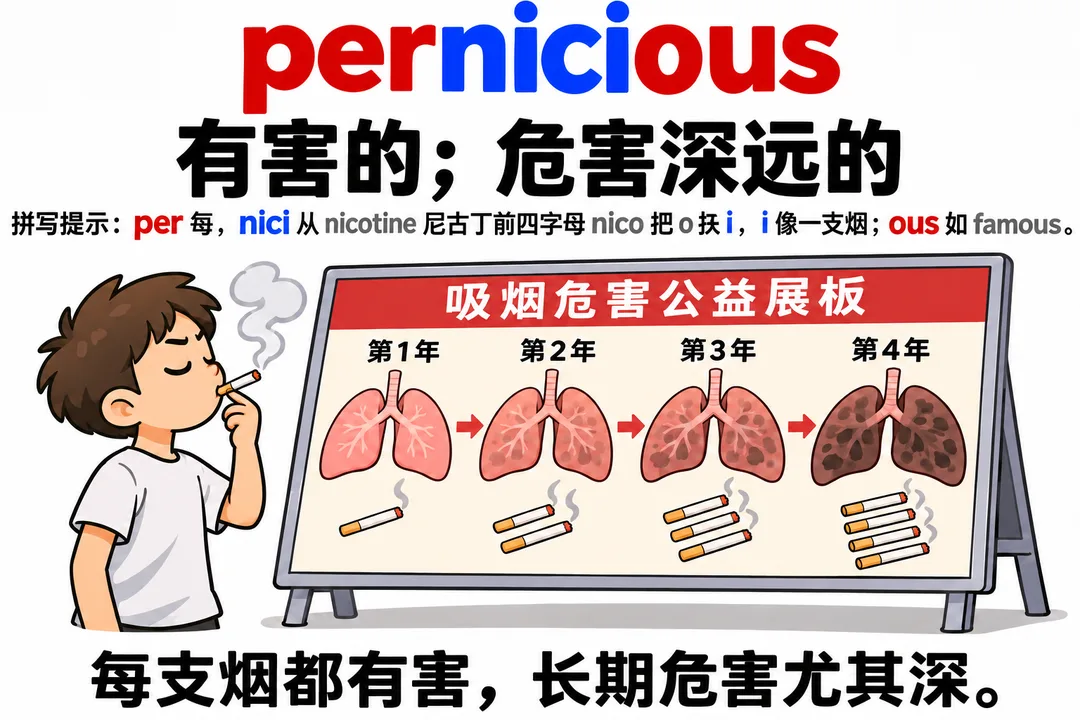 pernicious
有害的；危害深远的
拼写提示：per 每，nici 从 nicotine 尼古丁前四字母 nico 把 o 换 i，i 像一支烟；ous 如 famous。
吸烟危害公益展板
第1年 第2年 第3年 第4年
每支烟都有害，长期危害尤其深。